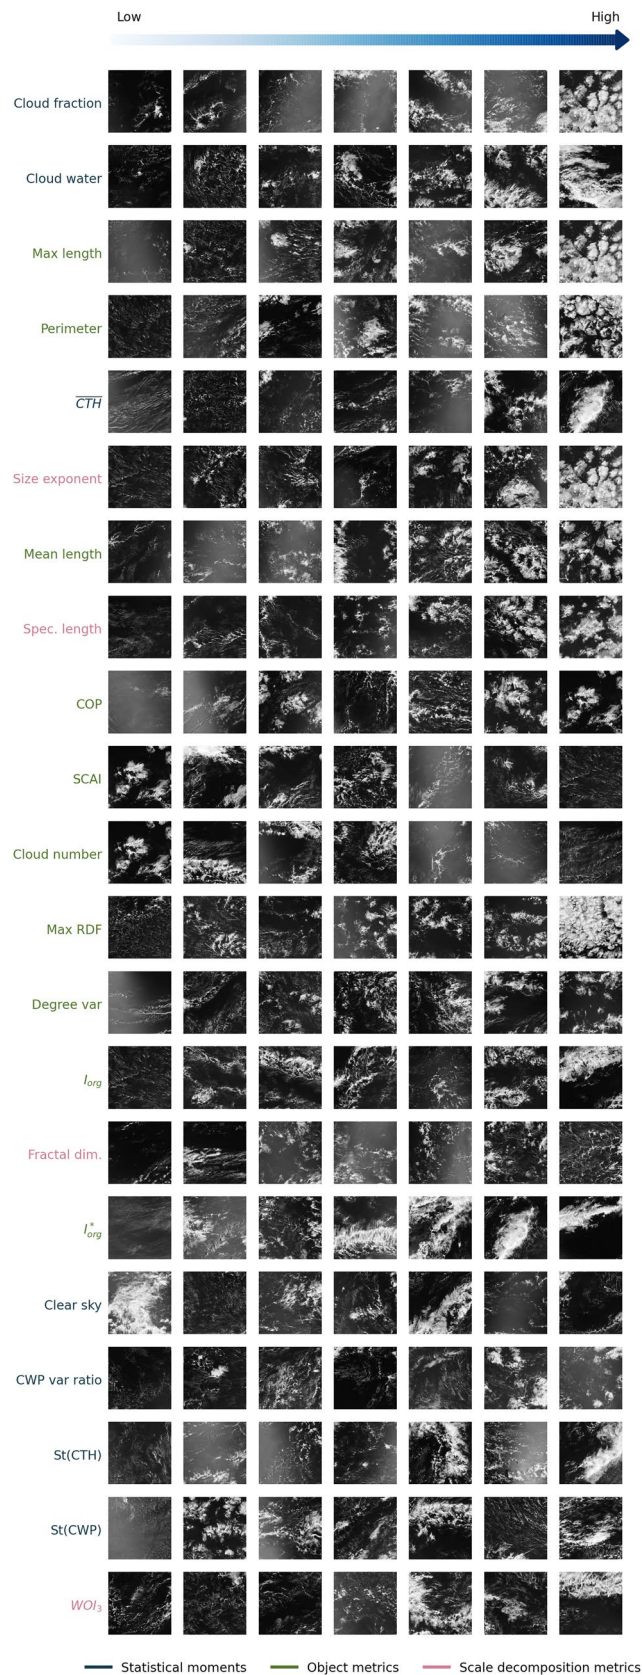 Low High
Cloud fraction
Cloud water
Max length
Perimeter
CTH
Size exponent
Mean length
Spec. length
COP
SCAI
Cloud number
Max RDF
Degree var
I_org
Fractal dim.
I*_org
Clear sky
CWP var ratio
St(CTH)
St(CWP)
WOI₃
Statistical moments Object metrics Scale decomposition metrics